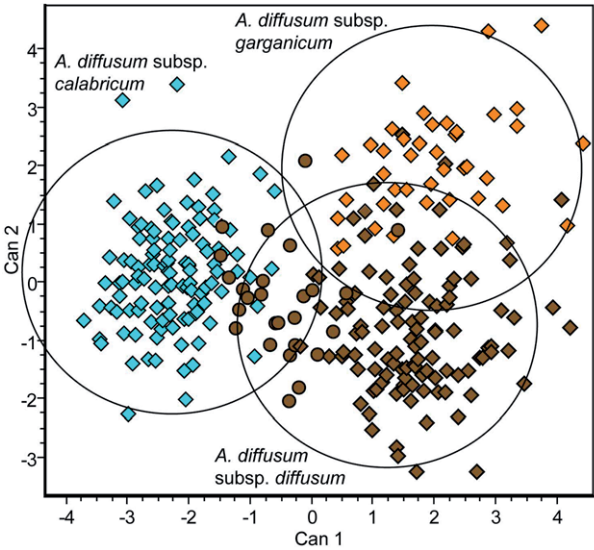 A. diffusum subsp.
garganicum
A. diffusum subsp.
calabricum
4
3
2
1
0
-1
-2
-3
Can 2
A. diffusum
subsp. diffusum
-4 -3 -2 -1 0 1 2 3 4
Can 1